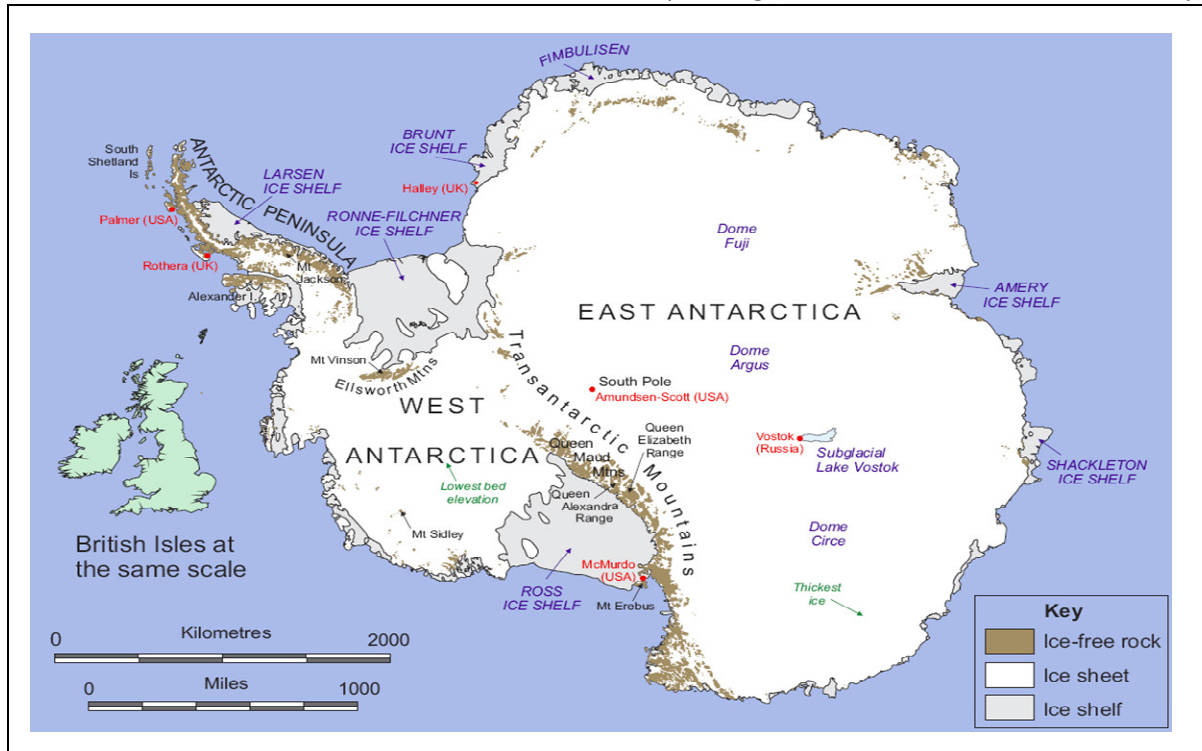 FIMBULISEN
BRUNT
ICE SHELF
Halley (UK)
South
Shetland
Is
ANTARCTIC PENINSULA
LARSEN
ICE SHELF
RONNE-FILCHNER
ICE SHELF
Palmer (USA)
Rothera (UK)
Mt
Jackson
Alexander I.
Dome
Fuji
AMERY
ICE SHELF
EAST ANTARCTICA
Dome
Argus
Mt Vinson
Ellsworth Mtns
Transantarctic Mountains
South Pole
Amundsen-Scott (USA)
WEST
ANTARCTICA
Queen
Maud
Mtns
Queen
Elizabeth
Range
Vostok
(Russia)
Subglacial
Lake Vostok
SHACKLETON
ICE SHELF
Lowest bed
elevation
Queen
Alexandra
Range
Mt Sidley
Dome
Circe
McMurdo
(USA)
ROSS
ICE SHELF
Mt Erebus
Thickest
ice
British Isles at
the same scale
0 Kilometres 2000
0 Miles 1000
Key
Ice-free rock
Ice sheet
Ice shelf